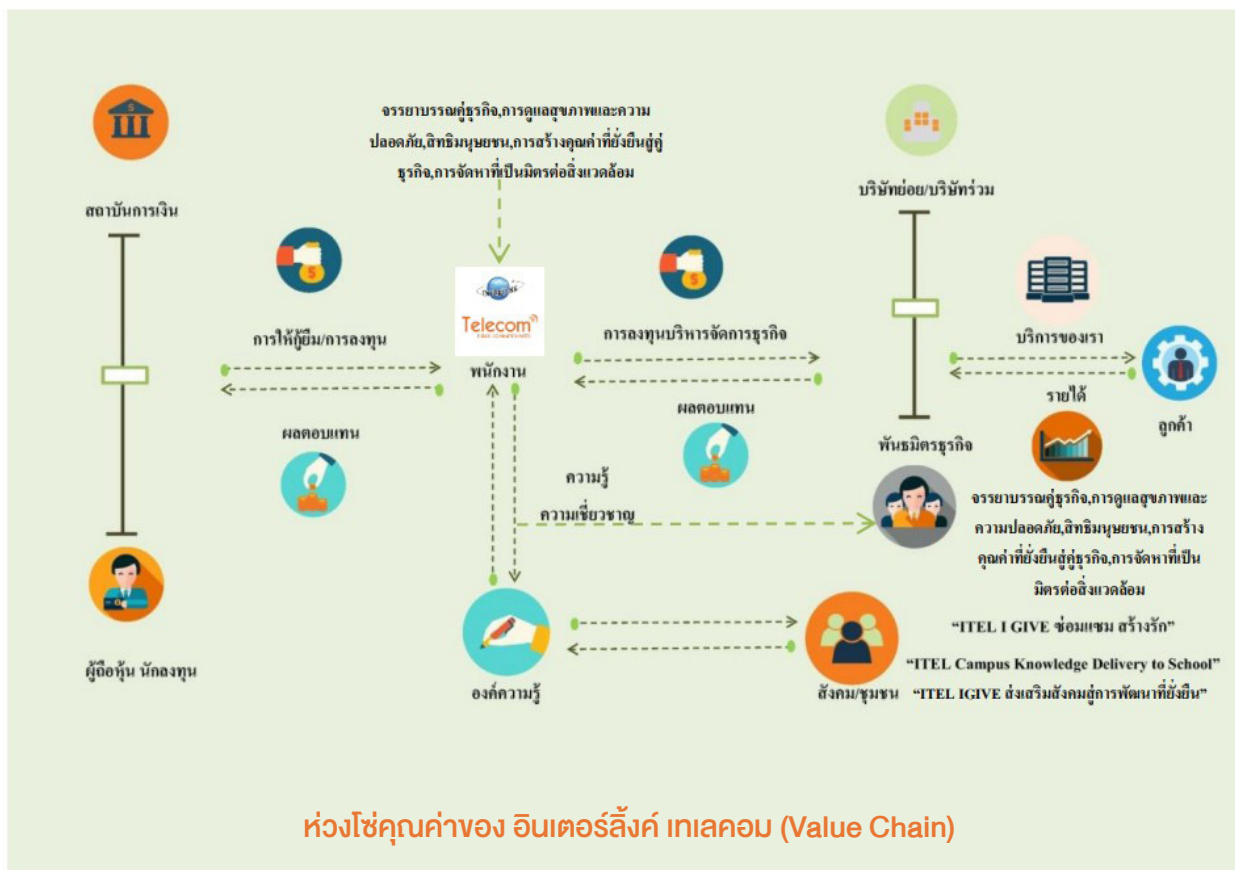 จรรยาบรรณคู่ธุรกิจ,การดูแลสุขภาพและความ
ปลอดภัย,สิทธิมนุษยชน,การสร้างคุณค่าที่ยั่งยืนสู่คู่
ธุรกิจ,การจัดหาที่เป็นมิตรต่อสิ่งแวดล้อม
บริษัทย่อย/บริษัทร่วม
สถาบันการเงิน
Telecom
การให้กู้ยืม/การลงทุน
การลงทุนบริหารจัดการธุรกิจ
บริการของเรา
พนักงาน
รายได้
ผลตอบแทน
ผลตอบแทน
ลูกค้า
พันธมิตรธุรกิจ
ความรู้
ความเชี่ยวชาญ
จรรยาบรรณคู่ธุรกิจ,การดูแลสุขภาพและ
ความปลอดภัย,สิทธิมนุษยชน,การสร้าง
คุณค่าที่ยั่งยืนสู่คู่ธุรกิจ,การจัดหาที่เป็น
มิตรต่อสิ่งแวดล้อม
“ITEL I GIVE ซ่อมแซม สร้างรัก”
ผู้ถือหุ้น นักลงทุน
“ITEL Campus Knowledge Delivery to School”
องค์ความรู้
สังคม/ชุมชน
“ITEL IGIVE ส่งเสริมสังคมสู่การพัฒนาที่ยั่งยืน”
ห่วงโซ่คุณค่าของ อินเตอร์ลิ้งค์ เทเลคอม (Value Chain)